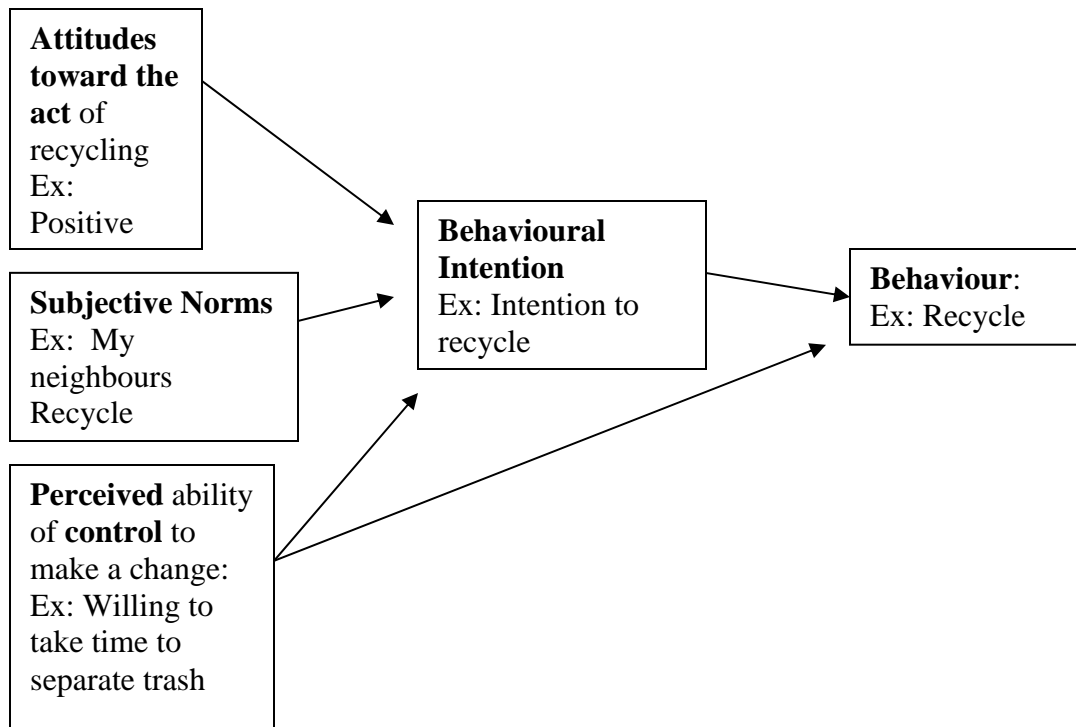 Attitudes
toward the
act of
recycling
Ex:
Positive
Subjective Norms
Ex:  My
neighbours
Recycle
Perceived ability
of control to
make a change:
Ex: Willing to
take time to
separate trash
Behavioural
Intention
Ex: Intention to
recycle
Behaviour:
Ex: Recycle